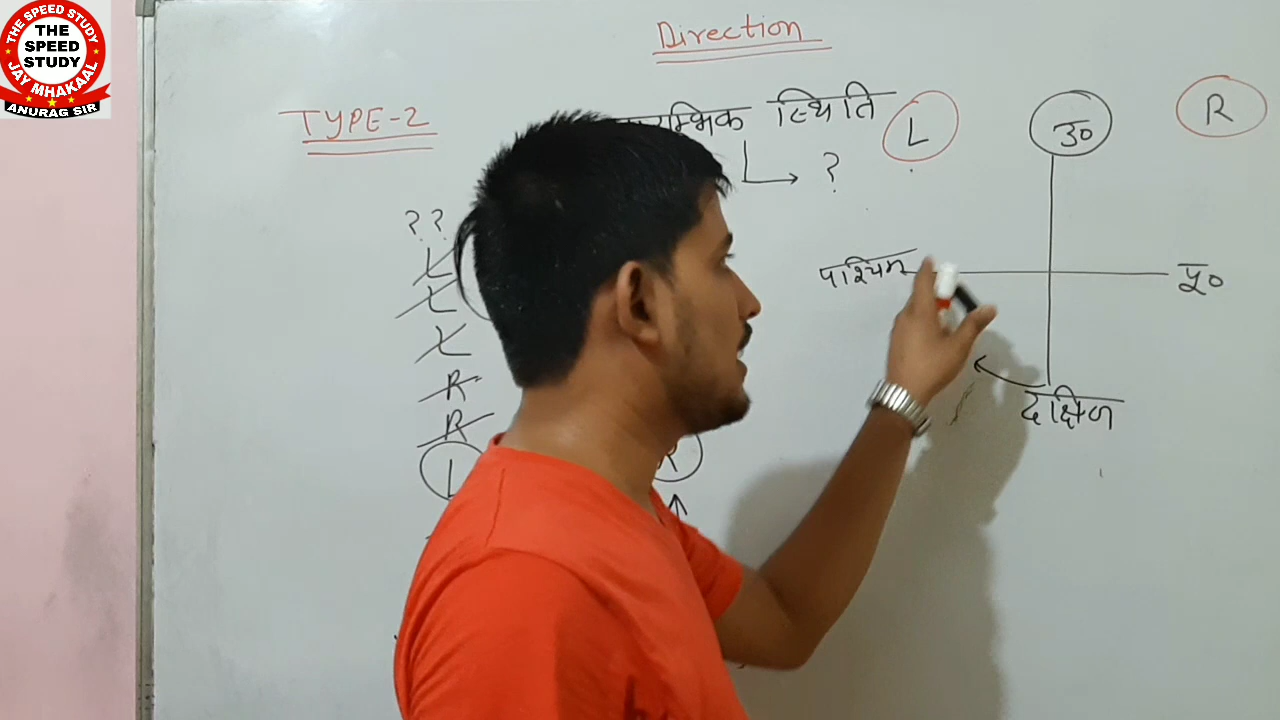 THE SPEED STUDY
THE
SPEED
STUDY
JAY MHAKAAL
ANURAG SIR
Direction
TYPE-2
स्थिति
?
L
उ०
R
??
L
L
L
R
R
L
R
पश्चिम
पू०
दक्षिण